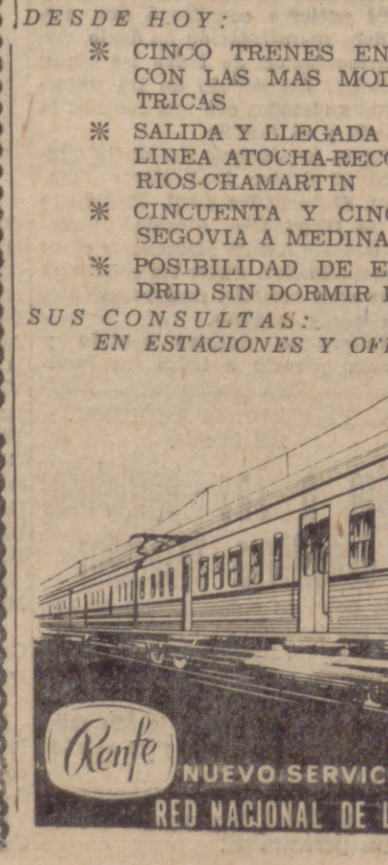 DESDE HOY:
※ CINCO TRENES EN
CON LAS MAS MOD
TRICAS
※ SALIDA Y LLEGADA
LINEA ATOCHA-RECO
RIOS-CHAMARTIN
※ CINCUENTA Y CINC
SEGOVIA A MEDINA
※ POSIBILIDAD DE E
DRID SIN DORMIR
SUS CONSULTAS:
EN ESTACIONES Y OFI
Renfe
NUEVO SERVIC
RED NACIONAL DE L